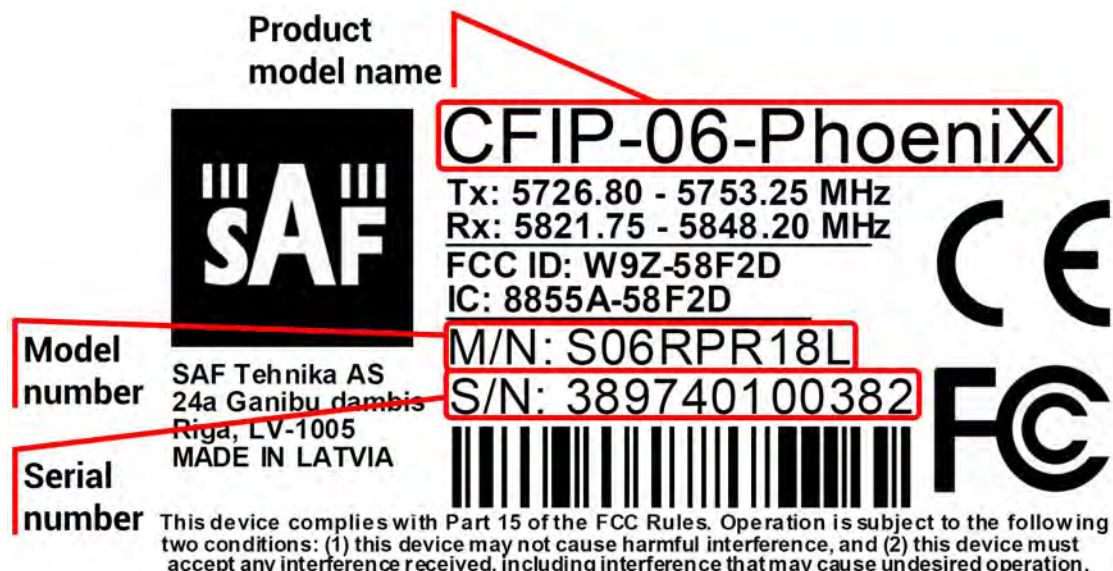 Product
model name
CFIP-06-PhoeniX
SAF
Tx: 5726.80 - 5753.25 MHz
Rx: 5821.75 - 5848.20 MHz
FCC ID: W9Z-58F2D
IC: 8855A-58F2D
CE
Model
number
M/N: S06RPR18L
SAF Tehnika AS
24a Ganibu dambis
Riga, LV-1005
MADE IN LATVIA
S/N: 389740100382
FC
Serial
number
This device complies with Part 15 of the FCC Rules. Operation is subject to the following
two conditions: (1) this device may not cause harmful interference, and (2) this device must
accept any interference received, including interference that may cause undesired operation.